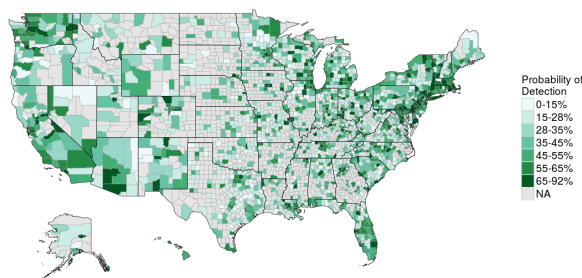 Probability of
Detection
0-15%
15-28%
28-35%
35-45%
45-55%
55-65%
65-92%
NA